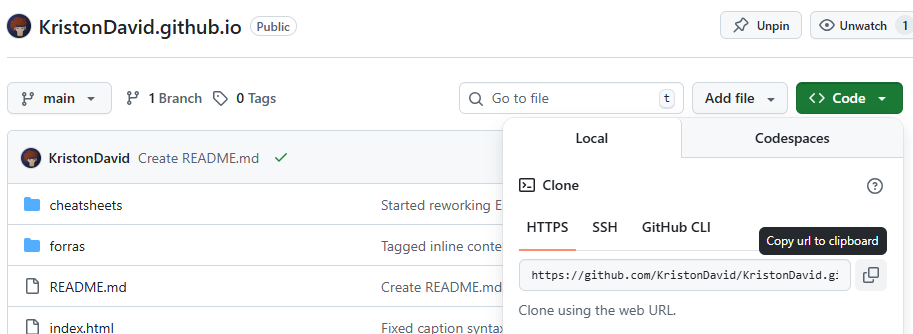 KristonDavid.github.io Public Unpin Unwatch 1
main 1 Branch 0 Tags Go to file t Add file <> Code
Local Codespaces
KristonDavid Create README.md
Clone
cheatsheets Started reworking E
HTTPS SSH GitHub CLI
Copy url to clipboard
forras Tagged inline conte
https://github.com/KristonDavid/KristonDavid.gi
README.md Create README.md
Clone using the web URL.
index.html Fixed caption syntax